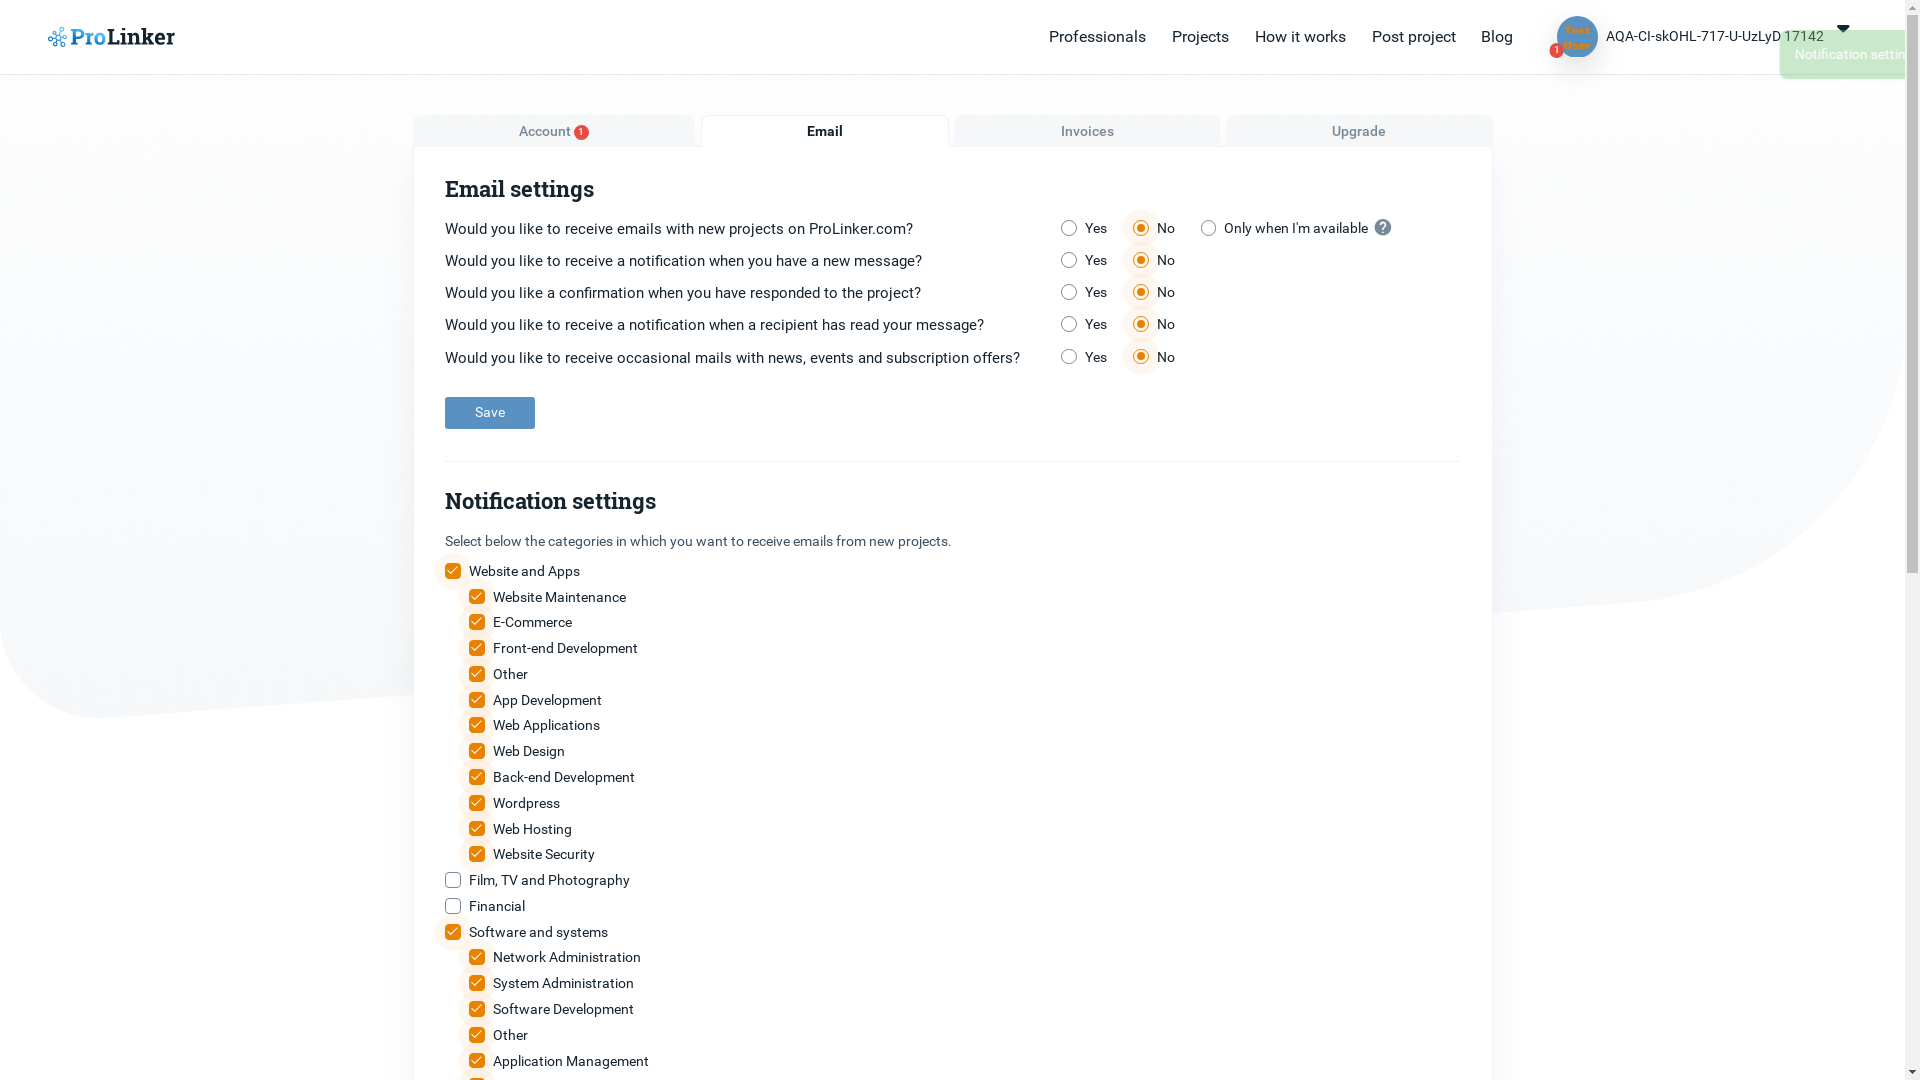 ProLinker
Professionals Projects How it works Post project Blog
Test User
1
AQA-CI-skOHL-717-U-UzLyD 17142
Notification settin
Account 1
Email
Invoices
Upgrade
Email settings
Would you like to receive emails with new projects on ProLinker.com? Yes No Only when I'm available ?
Would you like to receive a notification when you have a new message? Yes No
Would you like a confirmation when you have responded to the project? Yes No
Would you like to receive a notification when a recipient has read your message? Yes No
Would you like to receive occasional mails with news, events and subscription offers? Yes No
Save
Notification settings
Select below the categories in which you want to receive emails from new projects.
Website and Apps
Website Maintenance
E-Commerce
Front-end Development
Other
App Development
Web Applications
Web Design
Back-end Development
Wordpress
Web Hosting
Website Security
Film, TV and Photography
Financial
Software and systems
Network Administration
System Administration
Software Development
Other
Application Management